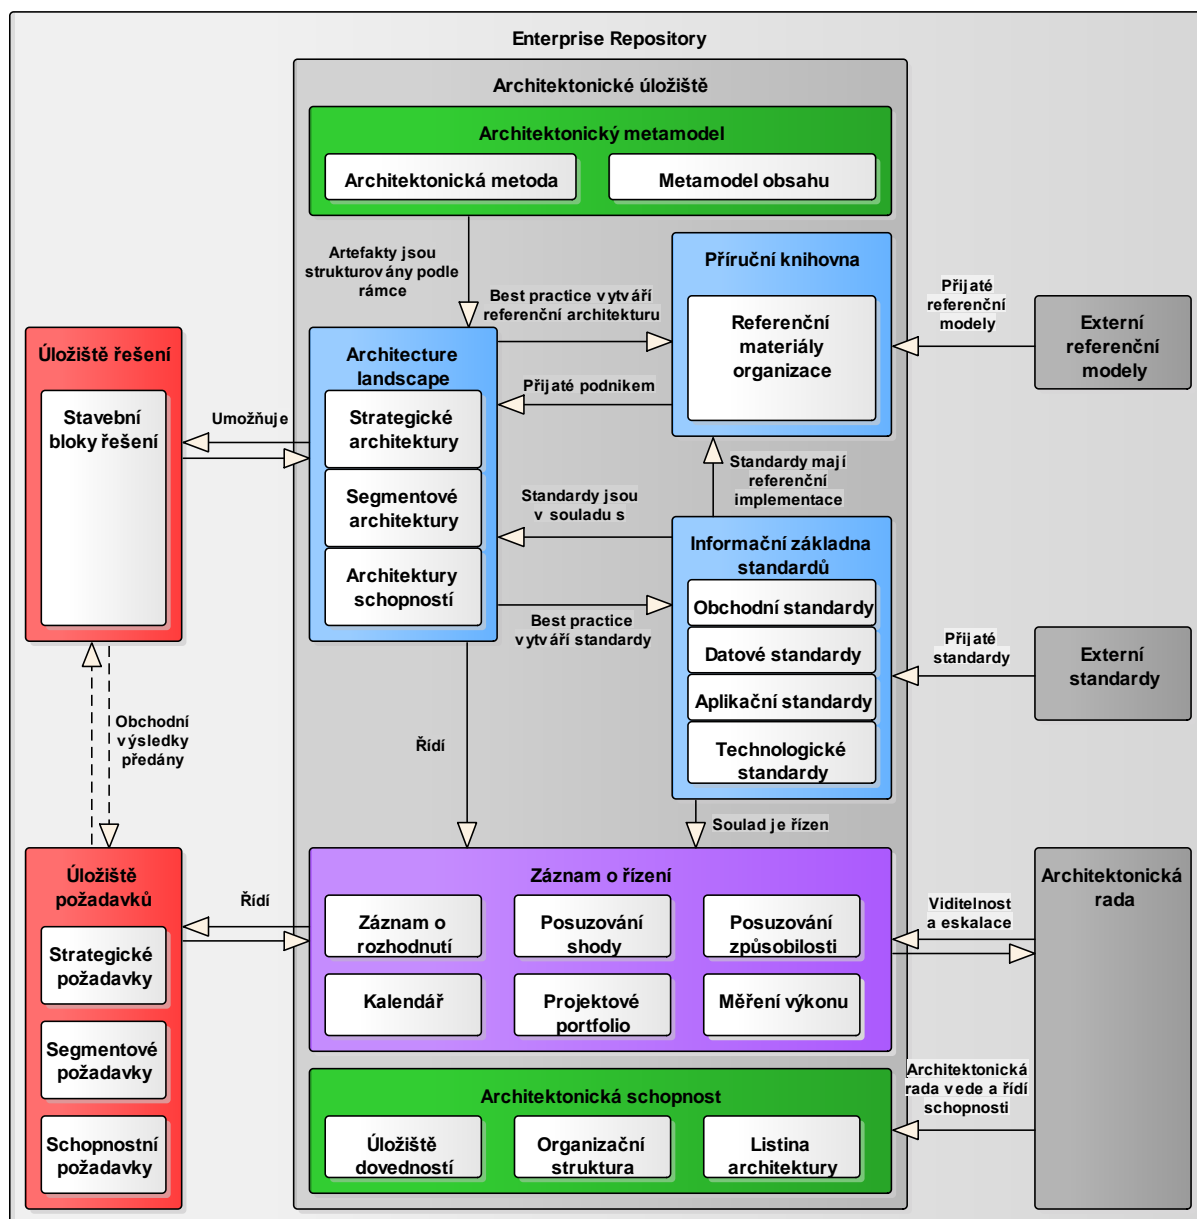 Enterprise Repository
Architektonické úložiště
Architektonický metamodel
Architektonická metoda
Metamodel obsahu
Artefakty jsou
strukturovány podle
rámce
Best practice vytváří
referenční architekturu
Příruční knihovna
Referenční
materiály
organizace
Přijaté
referenční
modely
Externí
referenční
modely
Úložiště řešení
Stavební
bloky řešení
Umožňuje
Architecture
landscape
Strategické
architektury
Segmentové
architektury
Architektury
schopností
Přijaté podnikem
Standardy jsou
v souladu s
Standardy mají
referenční
implementace
Best practice
vytváří standardy
Informační základna
standardů
Obchodní standardy
Datové standardy
Aplikační standardy
Technologické
standardy
Přijaté
standardy
Externí
standardy
Obchodní
výsledky
předány
Řídí
Soulad je řízen
Úložiště
požadavků
Strategické
požadavky
Segmentové
požadavky
Schopnostní
požadavky
Řídí
Záznam o řízení
Záznam o
rozhodnutí
Posuzování
shody
Posuzování
způsobilosti
Kalendář
Projektové
portfolio
Měření výkonu
Viditelnost
a eskalace
Architektonická
rada
Architektonická
rada vede a řídí
schopnosti
Architektonická schopnost
Úložiště
dovedností
Organizační
struktura
Listina
architektury